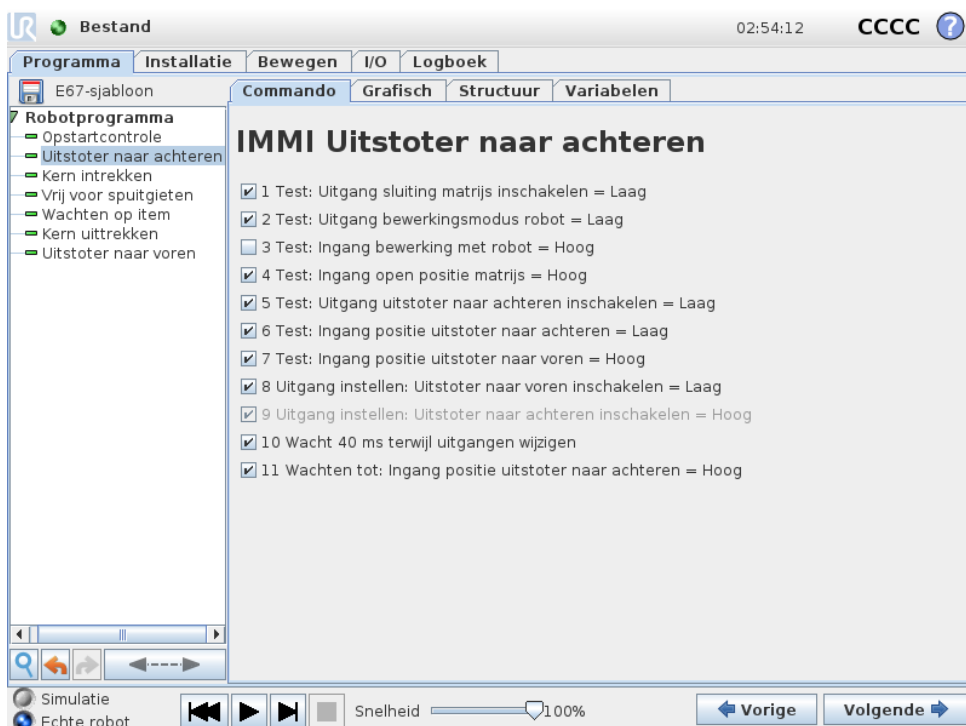 UR Bestand 02:54:12 CCCC ?
Programma Installatie Bewegen I/O Logboek
E67-sjabloon
Commando Grafisch Structuur Variabelen
Robotprogramma
Opstartcontrole
Uitstoter naar achteren
Kern intrekken
Vrij voor spuitgieten
Wachten op item
Kern uittrekken
Uitstoter naar voren
IMMI Uitstoter naar achteren
1 Test: Uitgang sluiting matrijs inschakelen = Laag
2 Test: Uitgang bewerkingsmodus robot = Laag
3 Test: Ingang bewerking met robot = Hoog
4 Test: Ingang open positie matrijs = Hoog
5 Test: Uitgang uitstoter naar achteren inschakelen = Laag
6 Test: Ingang positie uitstoter naar achteren = Laag
7 Test: Ingang positie uitstoter naar voren = Hoog
8 Uitgang instellen: Uitstoter naar voren inschakelen = Laag
9 Uitgang instellen: Uitstoter naar achteren inschakelen = Hoog
10 Wacht 40 ms terwijl uitgangen wijzigen
11 Wachten tot: Ingang positie uitstoter naar achteren = Hoog
Simulatie
Echte robot
Snelheid 100%
Vorige Volgende